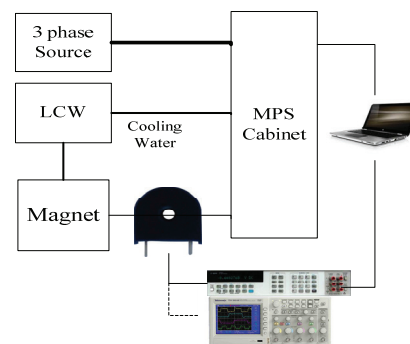 3 phase
Source
LCW
Cooling
Water
MPS
Cabinet
Magnet